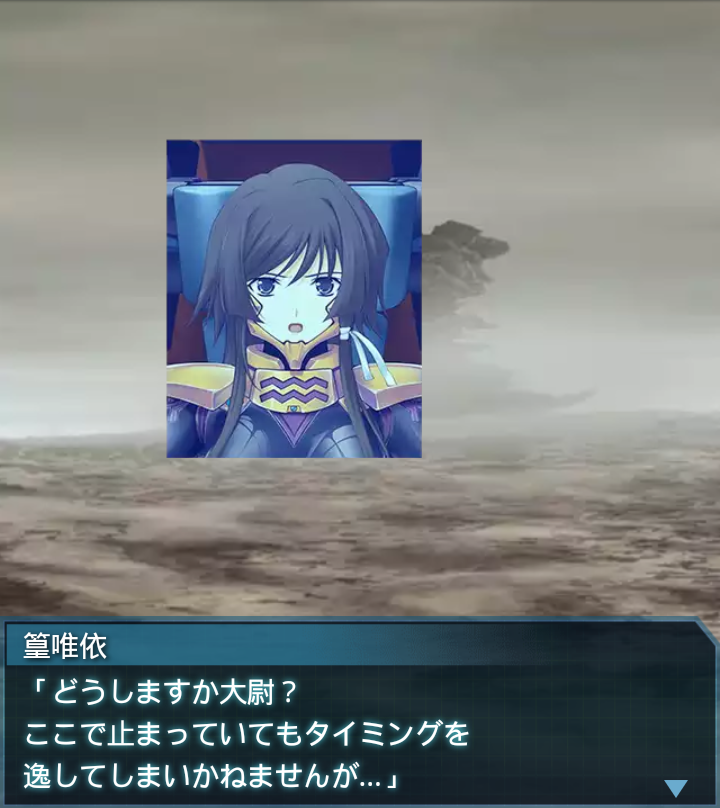 篁唯依
「どうしますか大尉？
ここで止まっていてもタイミングを
逸してしまいかねませんが…」